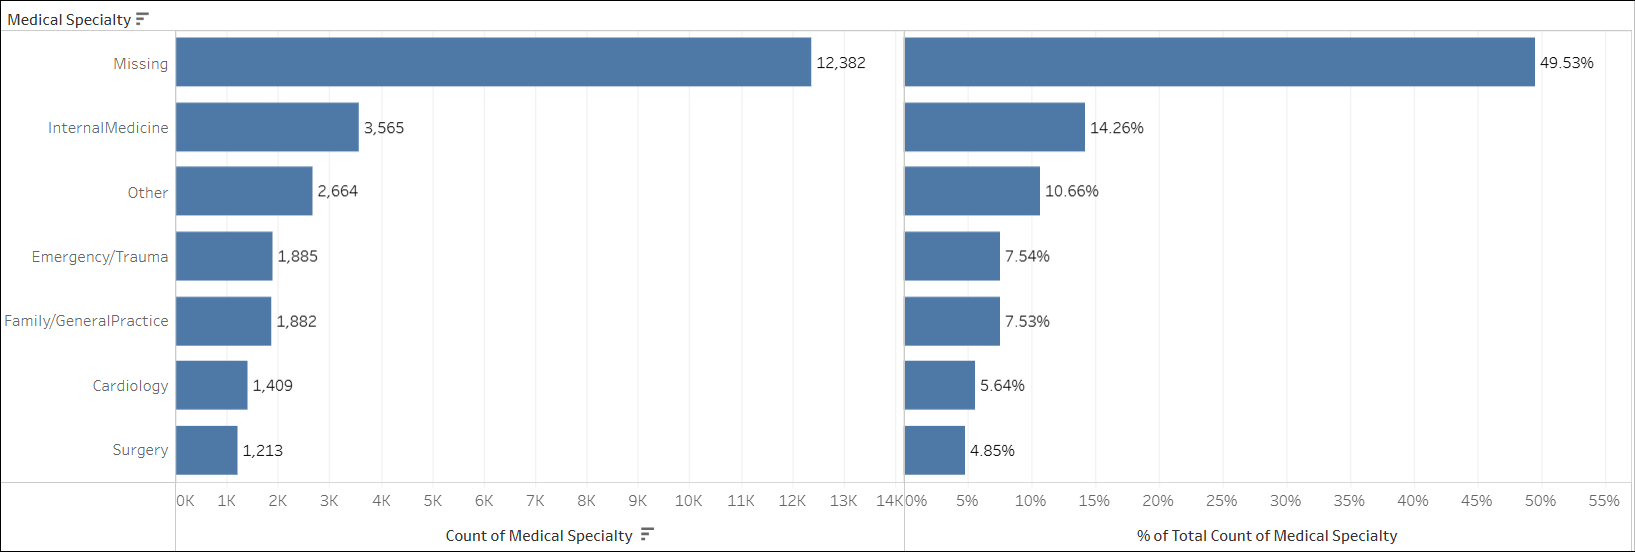 Medical Specialty
Missing 12,382 49.53%
InternalMedicine 3,565 14.26%
Other 2,664 10.66%
Emergency/Trauma 1,885 7.54%
Family/GeneralPractice 1,882 7.53%
Cardiology 1,409 5.64%
Surgery 1,213 4.85%
0K 1K 2K 3K 4K 5K 6K 7K 8K 9K 10K 11K 12K 13K 14K 0% 5% 10% 15% 20% 25% 30% 35% 40% 45% 50% 55%
Count of Medical Specialty % of Total Count of Medical Specialty